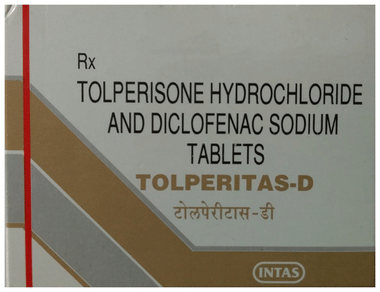 Rx
TOLPERISONE HYDROCHLORIDE
AND DICLOFENAC SODIUM
TABLETS
TOLPERITAS-D
टोलपेरीटास-डी
INTAS